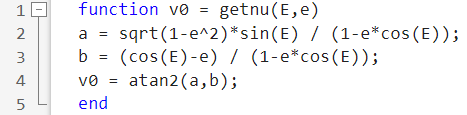 1 function v0 = getnu(E,e)
2 a = sqrt(1-e^2)*sin(E) / (1-e*cos(E));
3 b = (cos(E)-e) / (1-e*cos(E));
4 v0 = atan2(a,b);
5 end